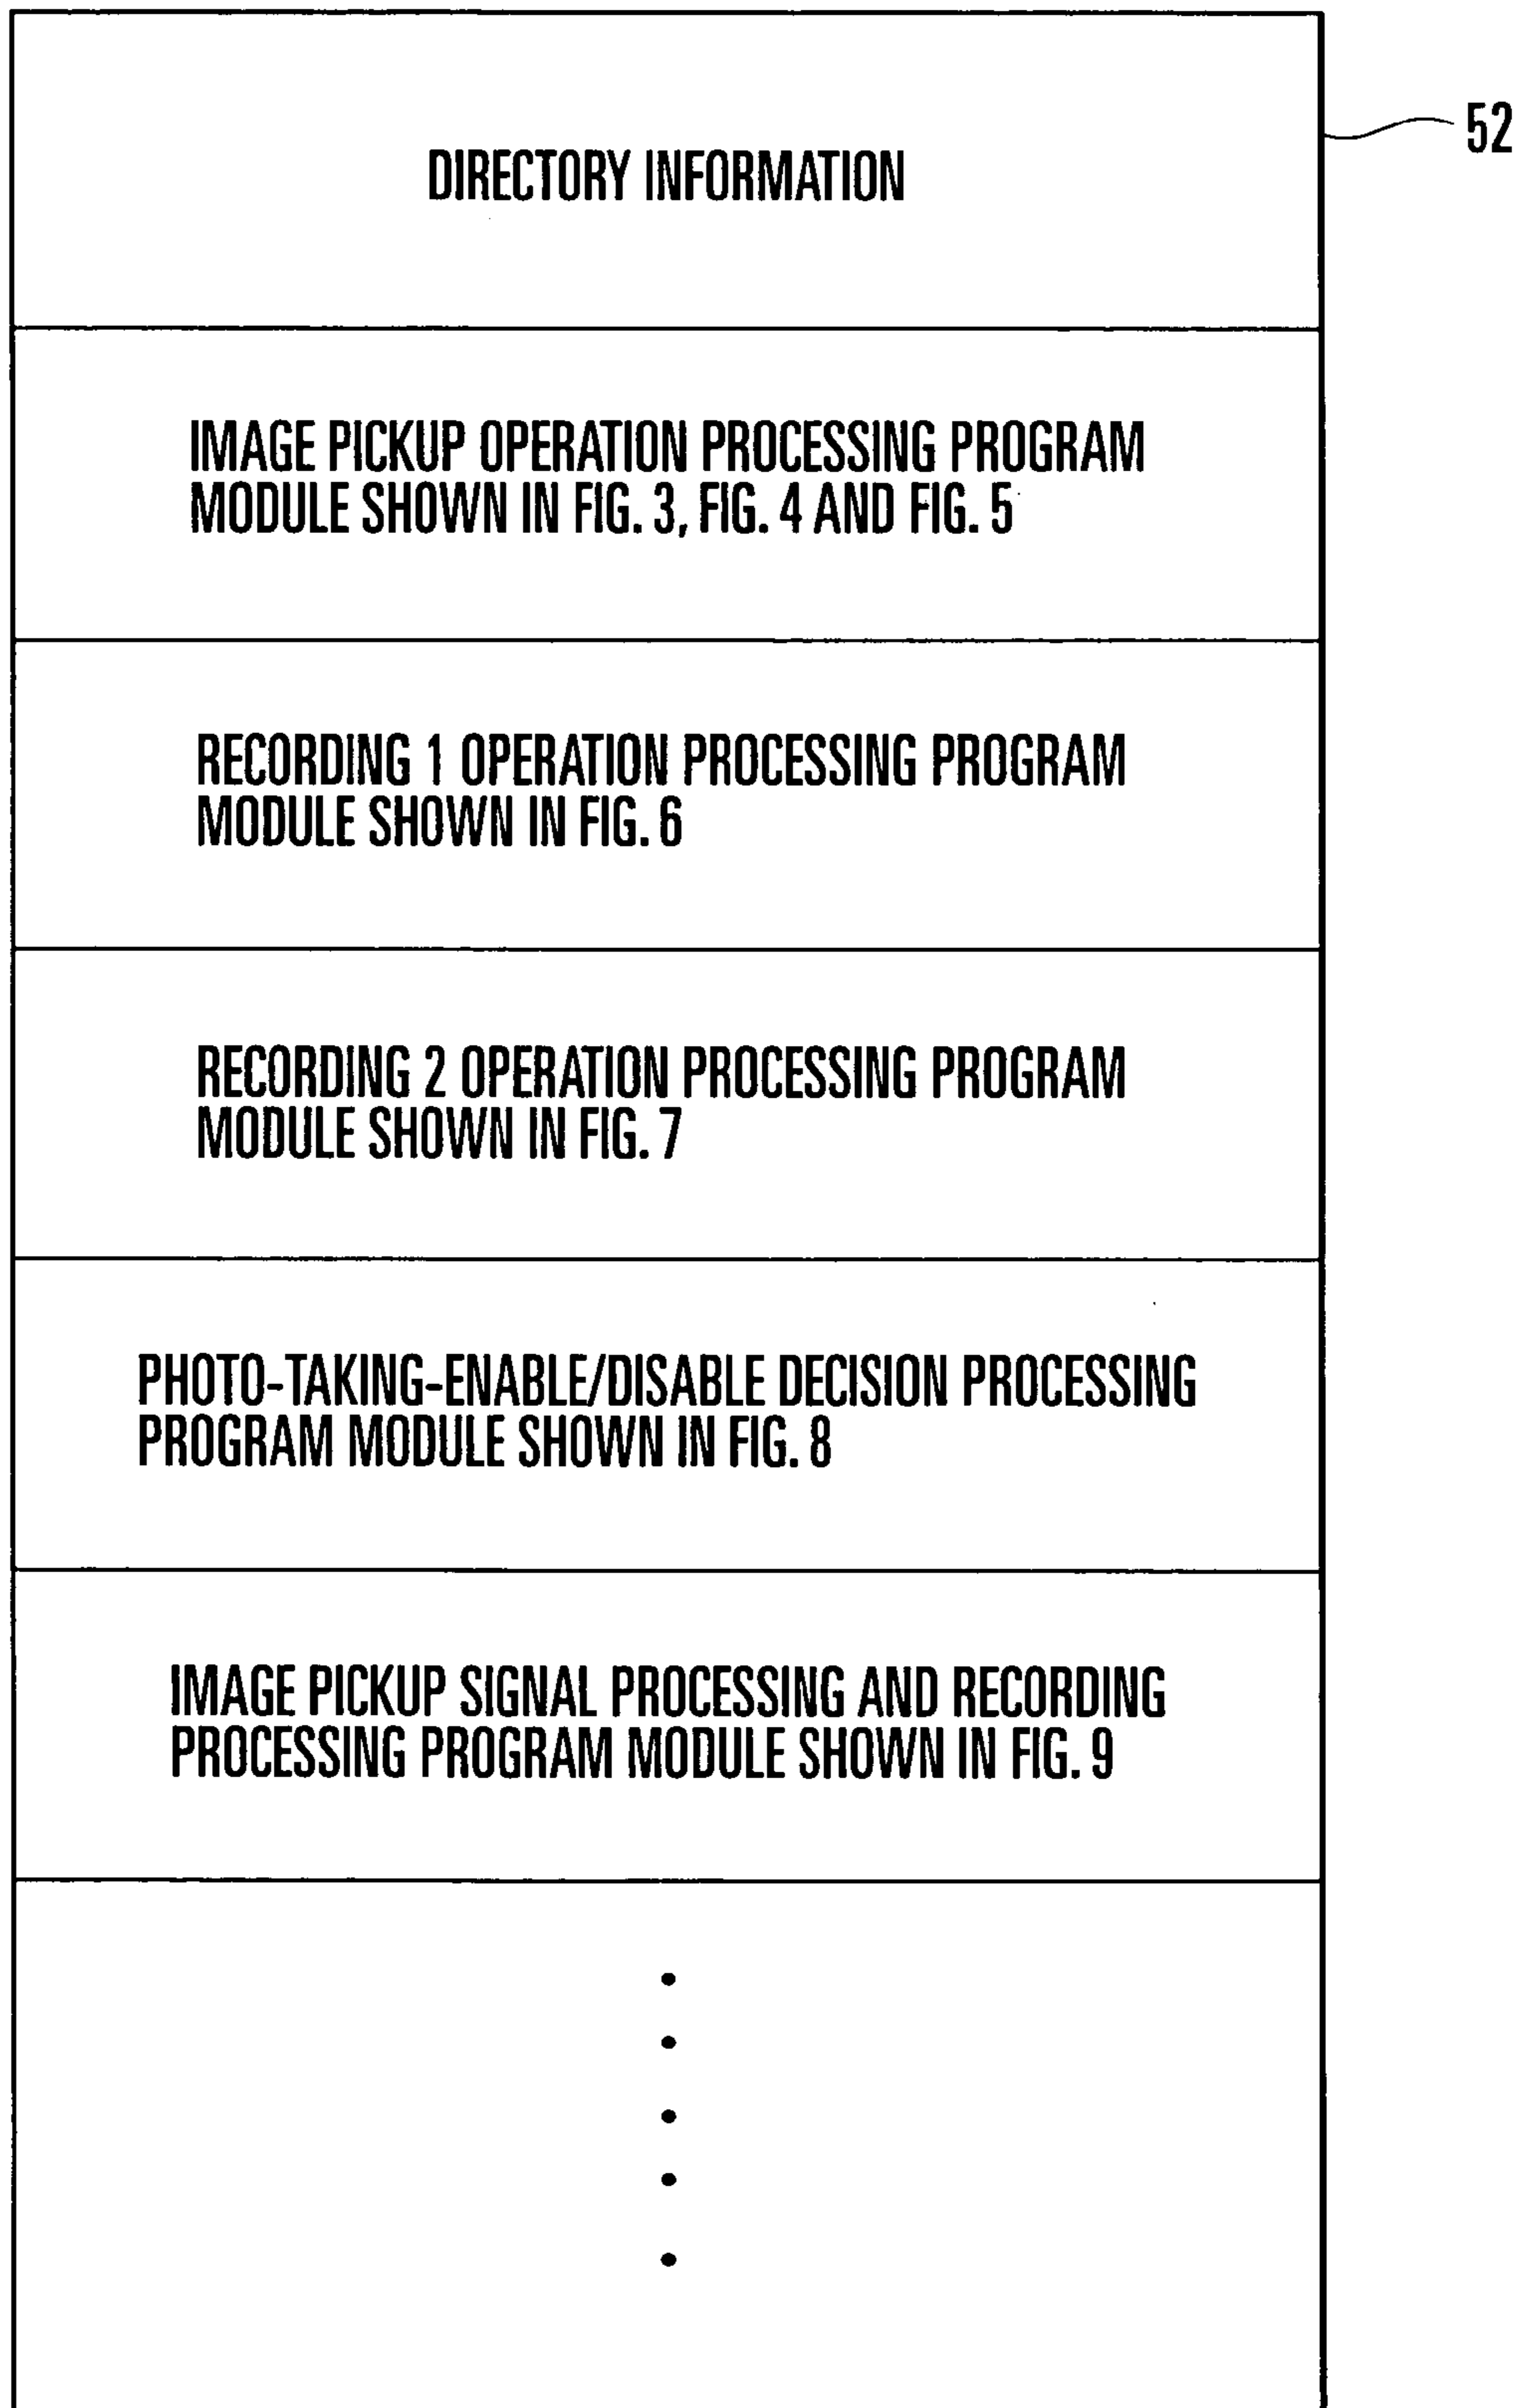 52
DIRECTORY INFORMATION
IMAGE PICKUP OPERATION PROCESSING PROGRAM
MODULE SHOWN IN FIG. 3, FIG. 4 AND FIG. 5
RECORDING 1 OPERATION PROCESSING PROGRAM
MODULE SHOWN IN FIG. 6
RECORDING 2 OPERATION PROCESSING PROGRAM
MODULE SHOWN IN FIG. 7
PHOTO-TAKING-ENABLE/DISABLE DECISION PROCESSING
PROGRAM MODULE SHOWN IN FIG. 8
IMAGE PICKUP SIGNAL PROCESSING AND RECORDING
PROCESSING PROGRAM MODULE SHOWN IN FIG. 9